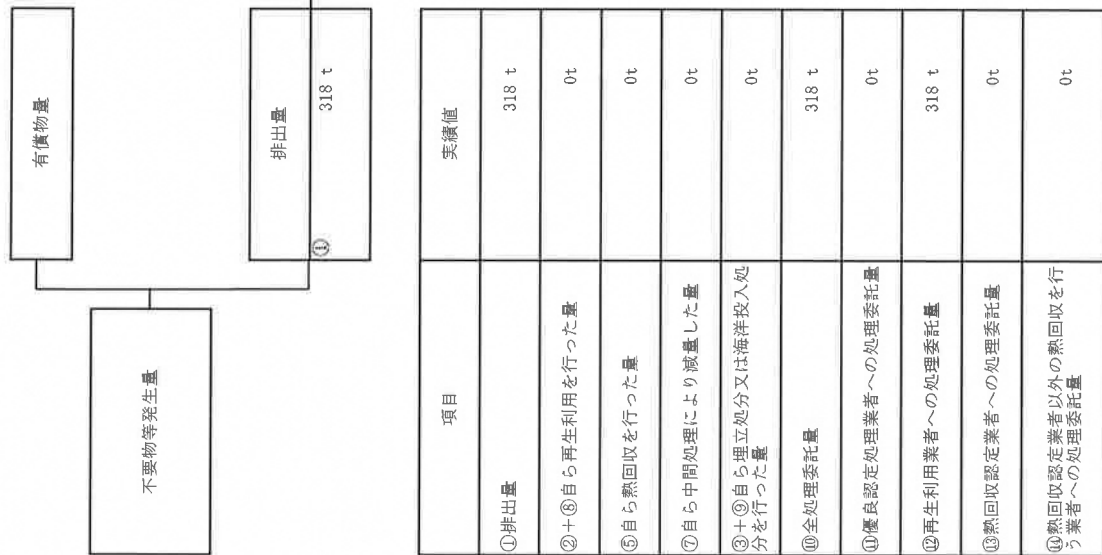 有償物量
不要物等発生量
排出量
① 318 t
項目 実績値
①排出量 318 t
②+⑧自ら再生利用を行った量 0t
⑤自ら熱回収を行った量 0t
⑦自ら中間処理により減量した量 0t
③+⑨自ら埋立処分又は海洋投入処
分を行った量 0t
⑩全処理委託量 318 t
⑪優良認定処理業者への処理委託量 0t
⑫再生利用業者への処理委託量 318 t
⑬熱回収認定業者への処理委託量 0t
⑭熱回収認定業者以外の熱回収を行
う業者への処理委託量 0t